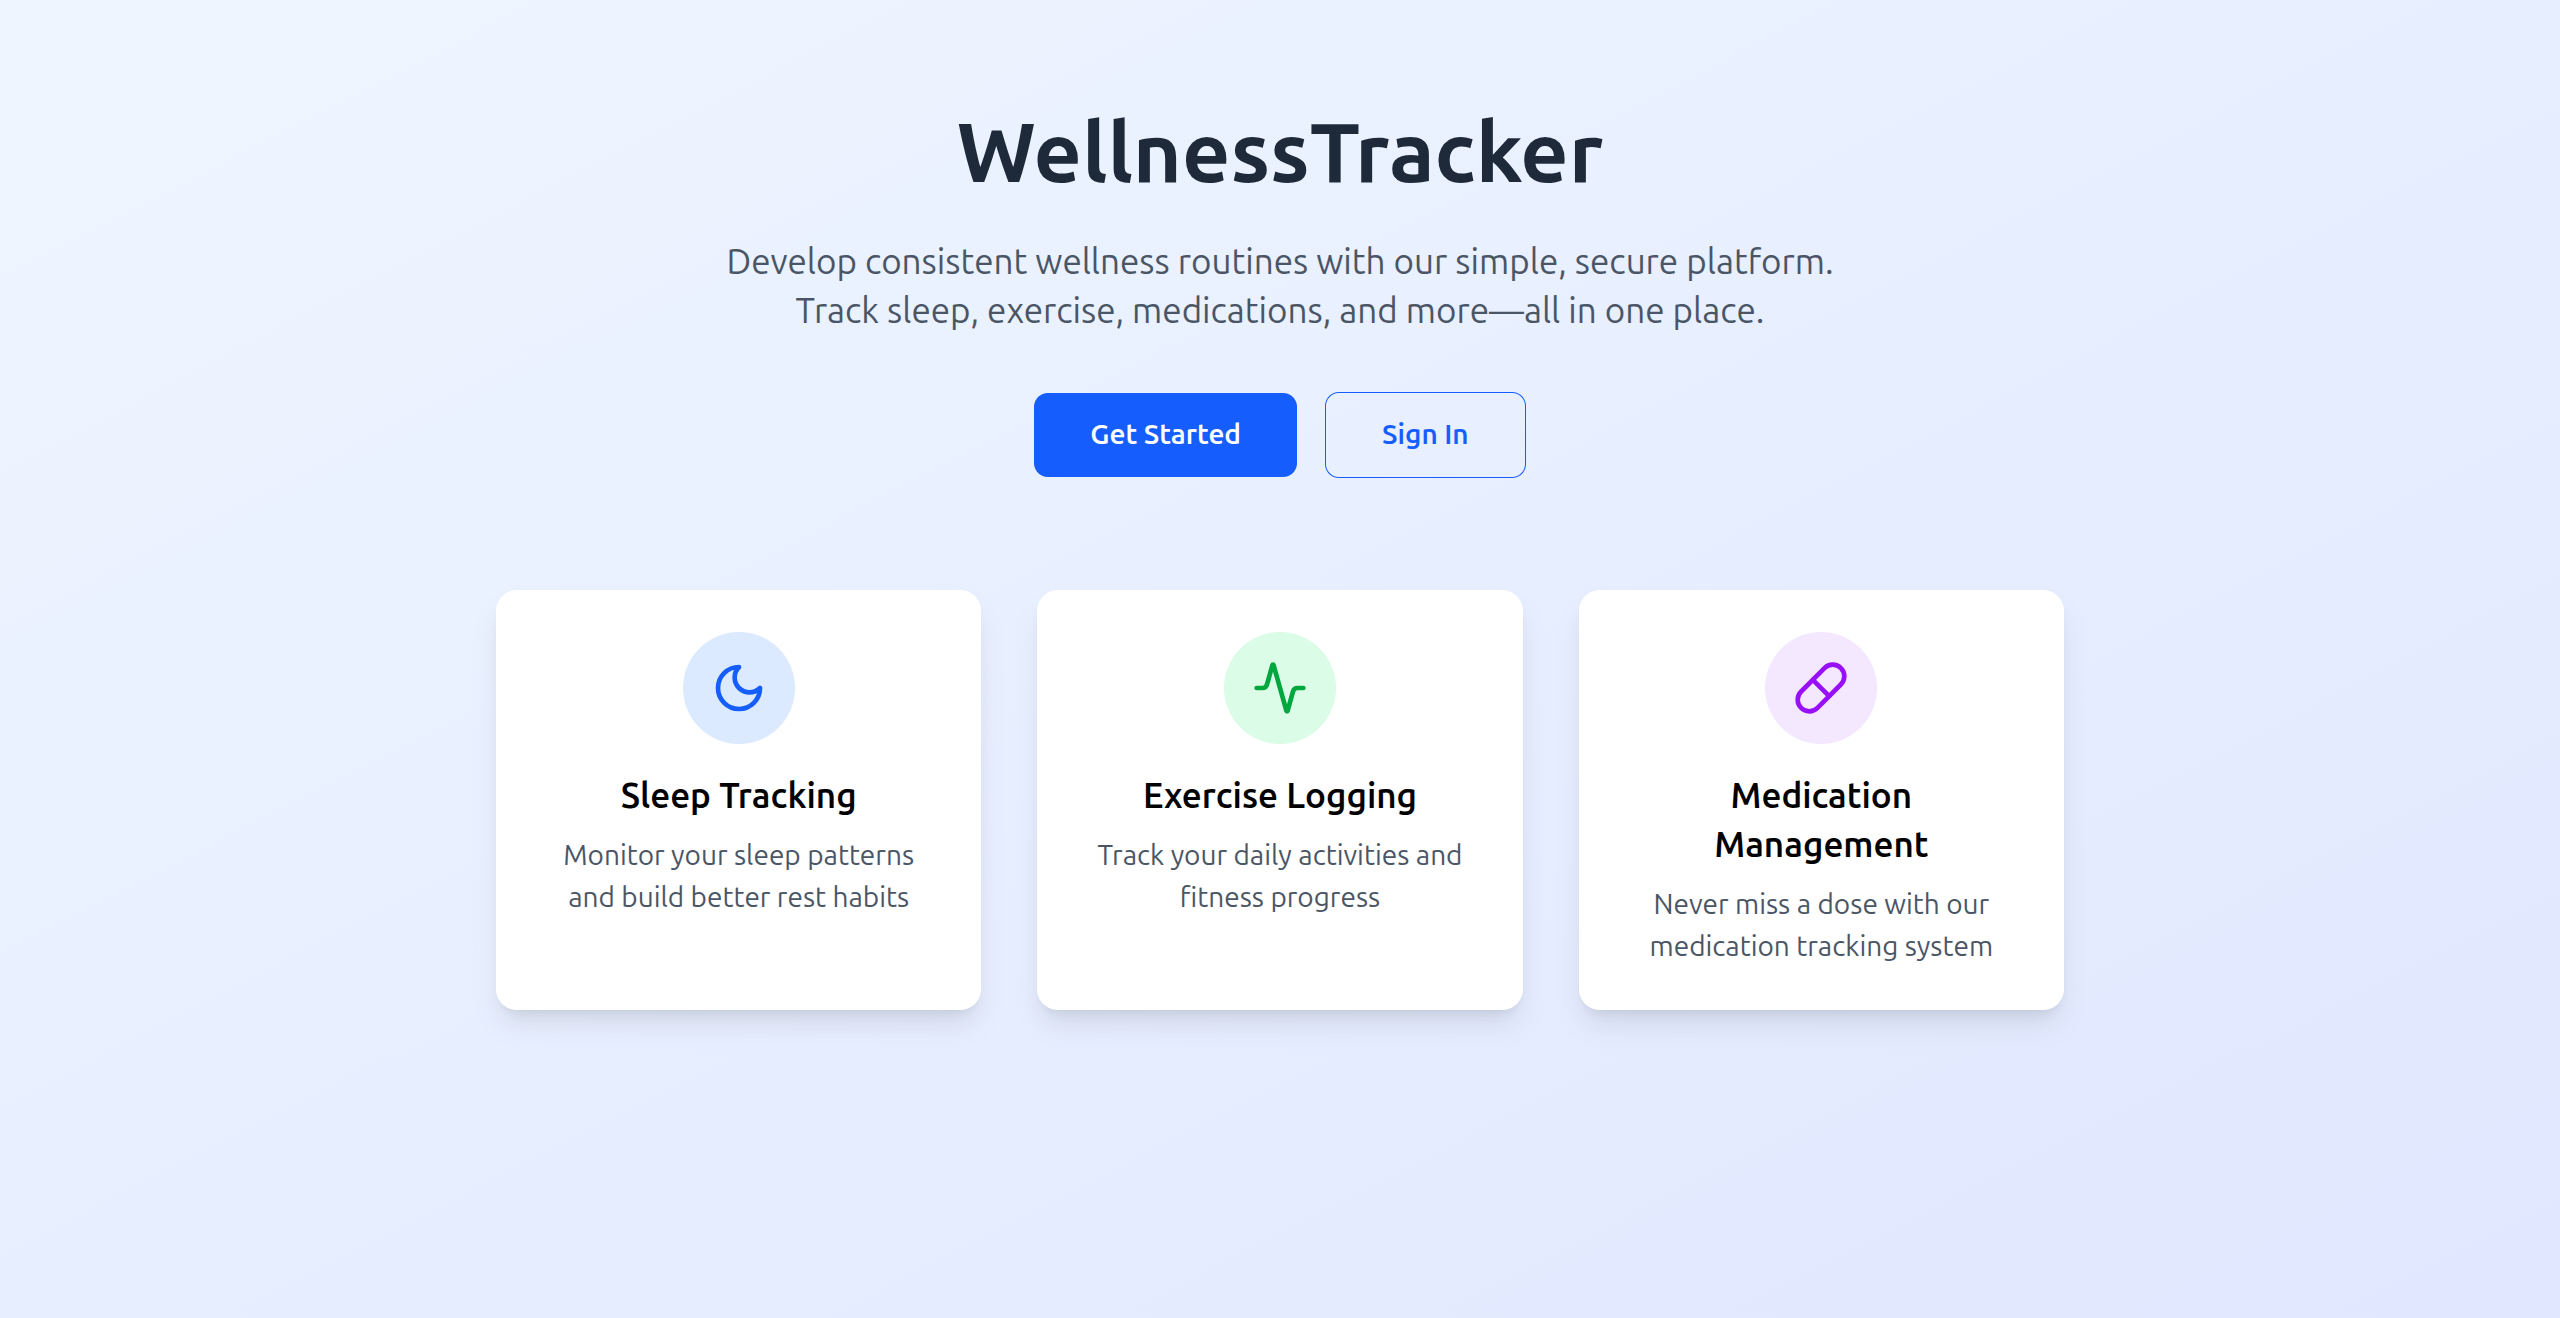 WellnessTracker
Develop consistent wellness routines with our simple, secure platform.
Track sleep, exercise, medications, and more—all in one place.
Get Started
Sign In
Sleep Tracking
Monitor your sleep patterns
and build better rest habits
Exercise Logging
Track your daily activities and
fitness progress
Medication
Management
Never miss a dose with our
medication tracking system